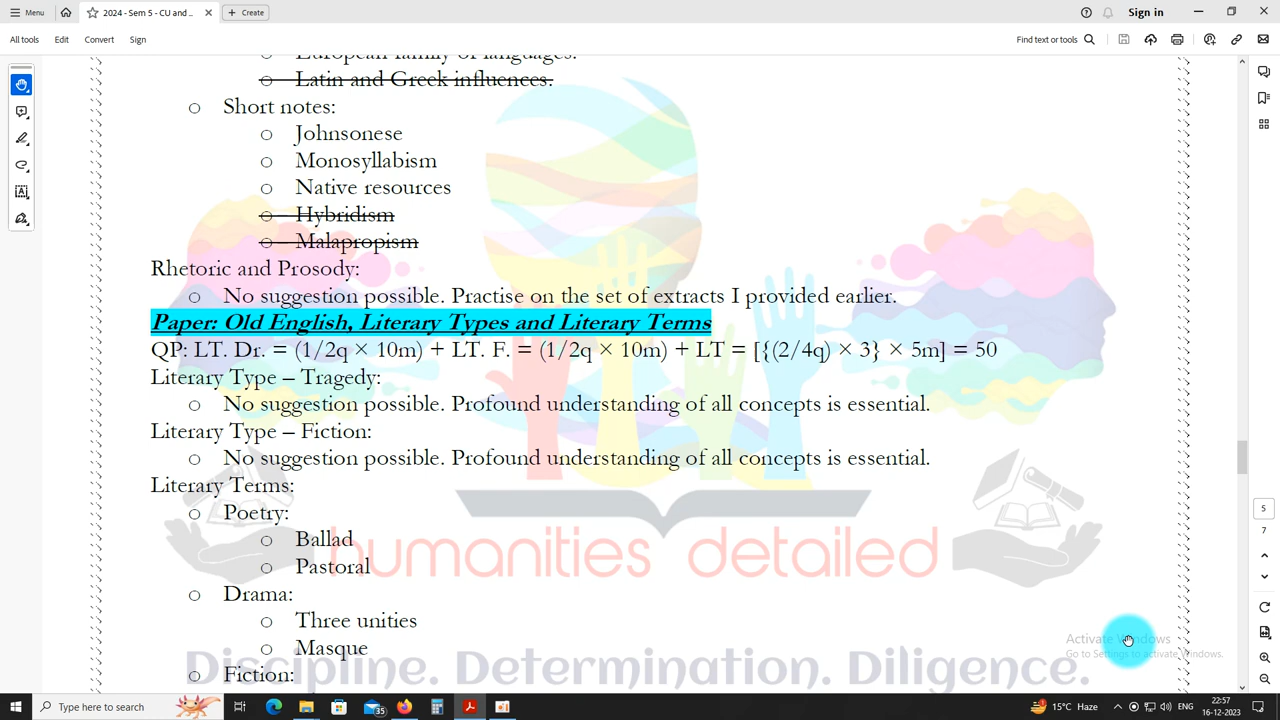 Menu
2024 - Sem 5 - CU and ...
Create
Sign in
All tools
Edit
Convert
Sign
Find text or tools
European family of languages.
Latin and Greek influences.
Short notes:
Johnsonese
Monosyllabism
Native resources
Hybridism
Malapropism
Rhetoric and Prosody:
No suggestion possible. Practise on the set of extracts I provided earlier.
Paper: Old English, Literary Types and Literary Terms
QP: LT. Dr. = (1/2q × 10m) + LT. F. = (1/2q × 10m) + LT = [{(2/4q) × 3} × 5m] = 50
Literary Type – Tragedy:
No suggestion possible. Profound understanding of all concepts is essential.
Literary Type – Fiction:
No suggestion possible. Profound understanding of all concepts is essential.
Literary Terms:
Poetry:
Ballad
Pastoral
humanities detailed
Drama:
Three unities
Masque
Fiction:
Discipline. Determination. Diligence.
Activate Windows
Go to Settings to activate Windows.
5
7
Type here to search
35
15°C Haze
ENG
22:57
16-12-2023